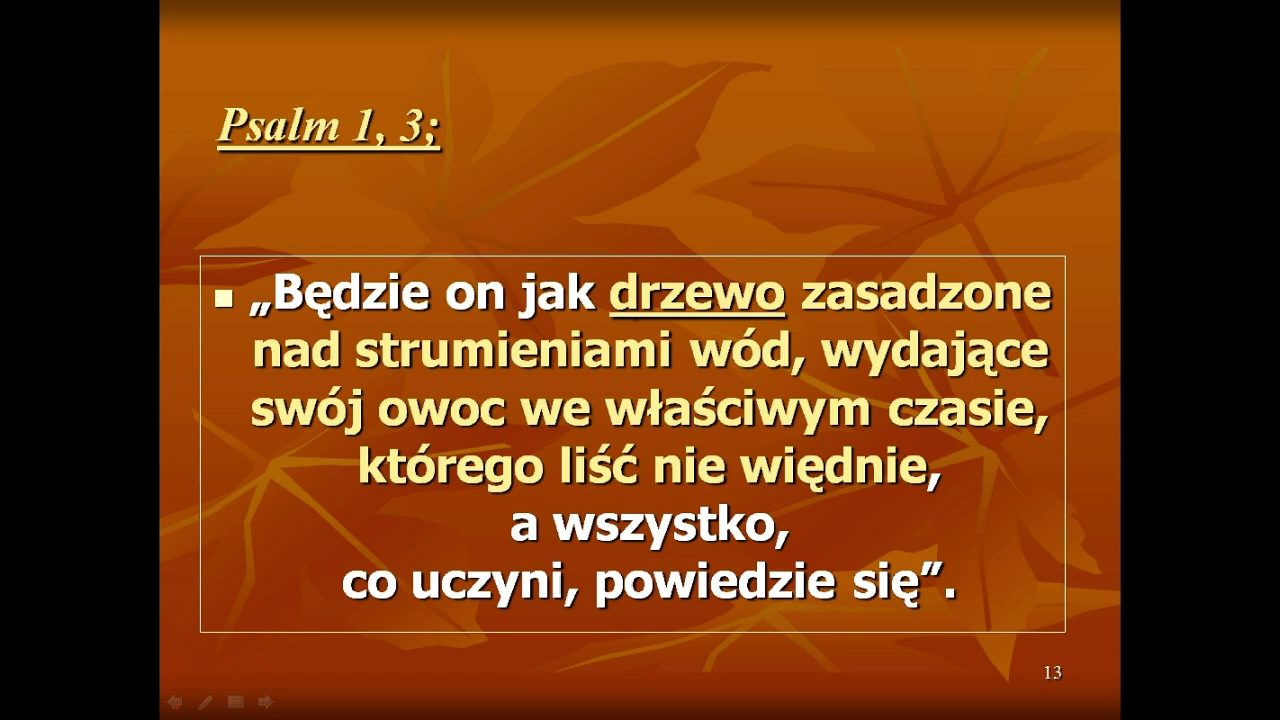 Psalm 1, 3;
„Będzie on jak drzewo zasadzone
nad strumieniami wód, wydające
swój owoc we właściwym czasie,
którego liść nie więdnie,
a wszystko,
co uczyni, powiedzie się”.
13